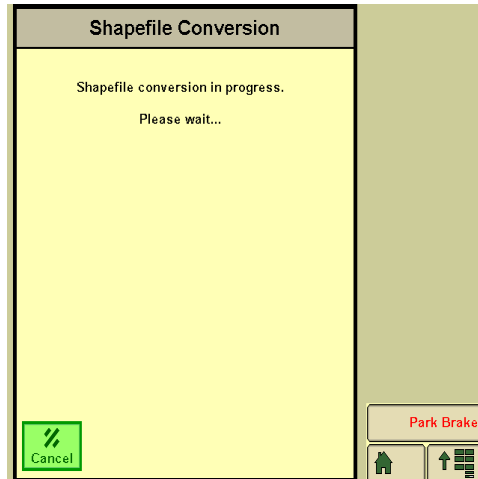 Shapefile Conversion
Shapefile conversion in progress.
Please wait...
Cancel
Park Brake